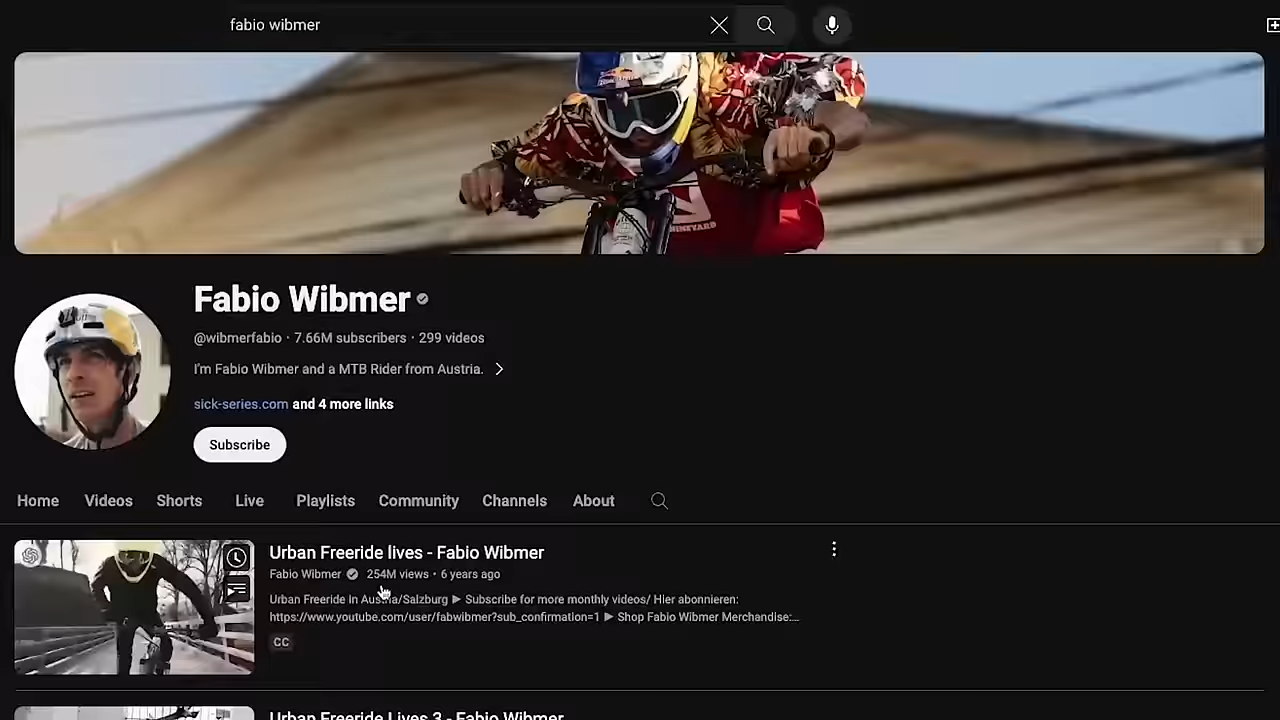 fabio wibmer
Fabio Wibmer
@wibmerfabio · 7.66M subscribers · 299 videos
I'm Fabio Wibmer and a MTB Rider from Austria.
sick-series.com and 4 more links
Subscribe
Home Videos Shorts Live Playlists Community Channels About
Urban Freeride lives - Fabio Wibmer
Fabio Wibmer 254M views · 6 years ago
Urban Freeride in Austria/Salzburg ► Subscribe for more monthly videos/ Hier abonnieren:
https://www.youtube.com/user/fabwibmer?sub_confirmation=1 ► Shop Fabio Wibmer Merchandise:...
CC
Urban Freeride Lives 3 - Fabio Wibmer